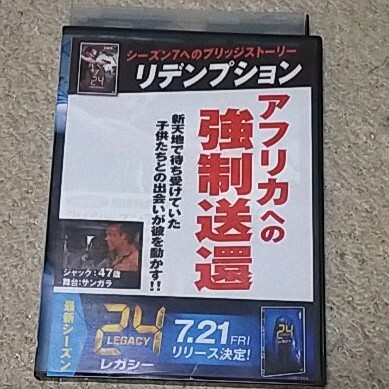 シーズン7へのブリッジストーリー
リデンプション
アフリカへの
強制送還
新天地で待ち受けていた
子供たちとの出会いが彼を動かす!!
ジャック:47歳
舞台:サンガラ
最新シーズン
24
LEGACY
レガシー
7.21 FRI
リリース決定!
24
24